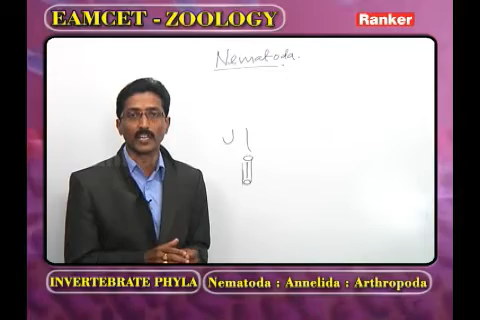 EAMCET - ZOOLOGY
Ranker
Nematoda.
INVERTEBRATE PHYLA
Nematoda : Annelida : Arthropoda